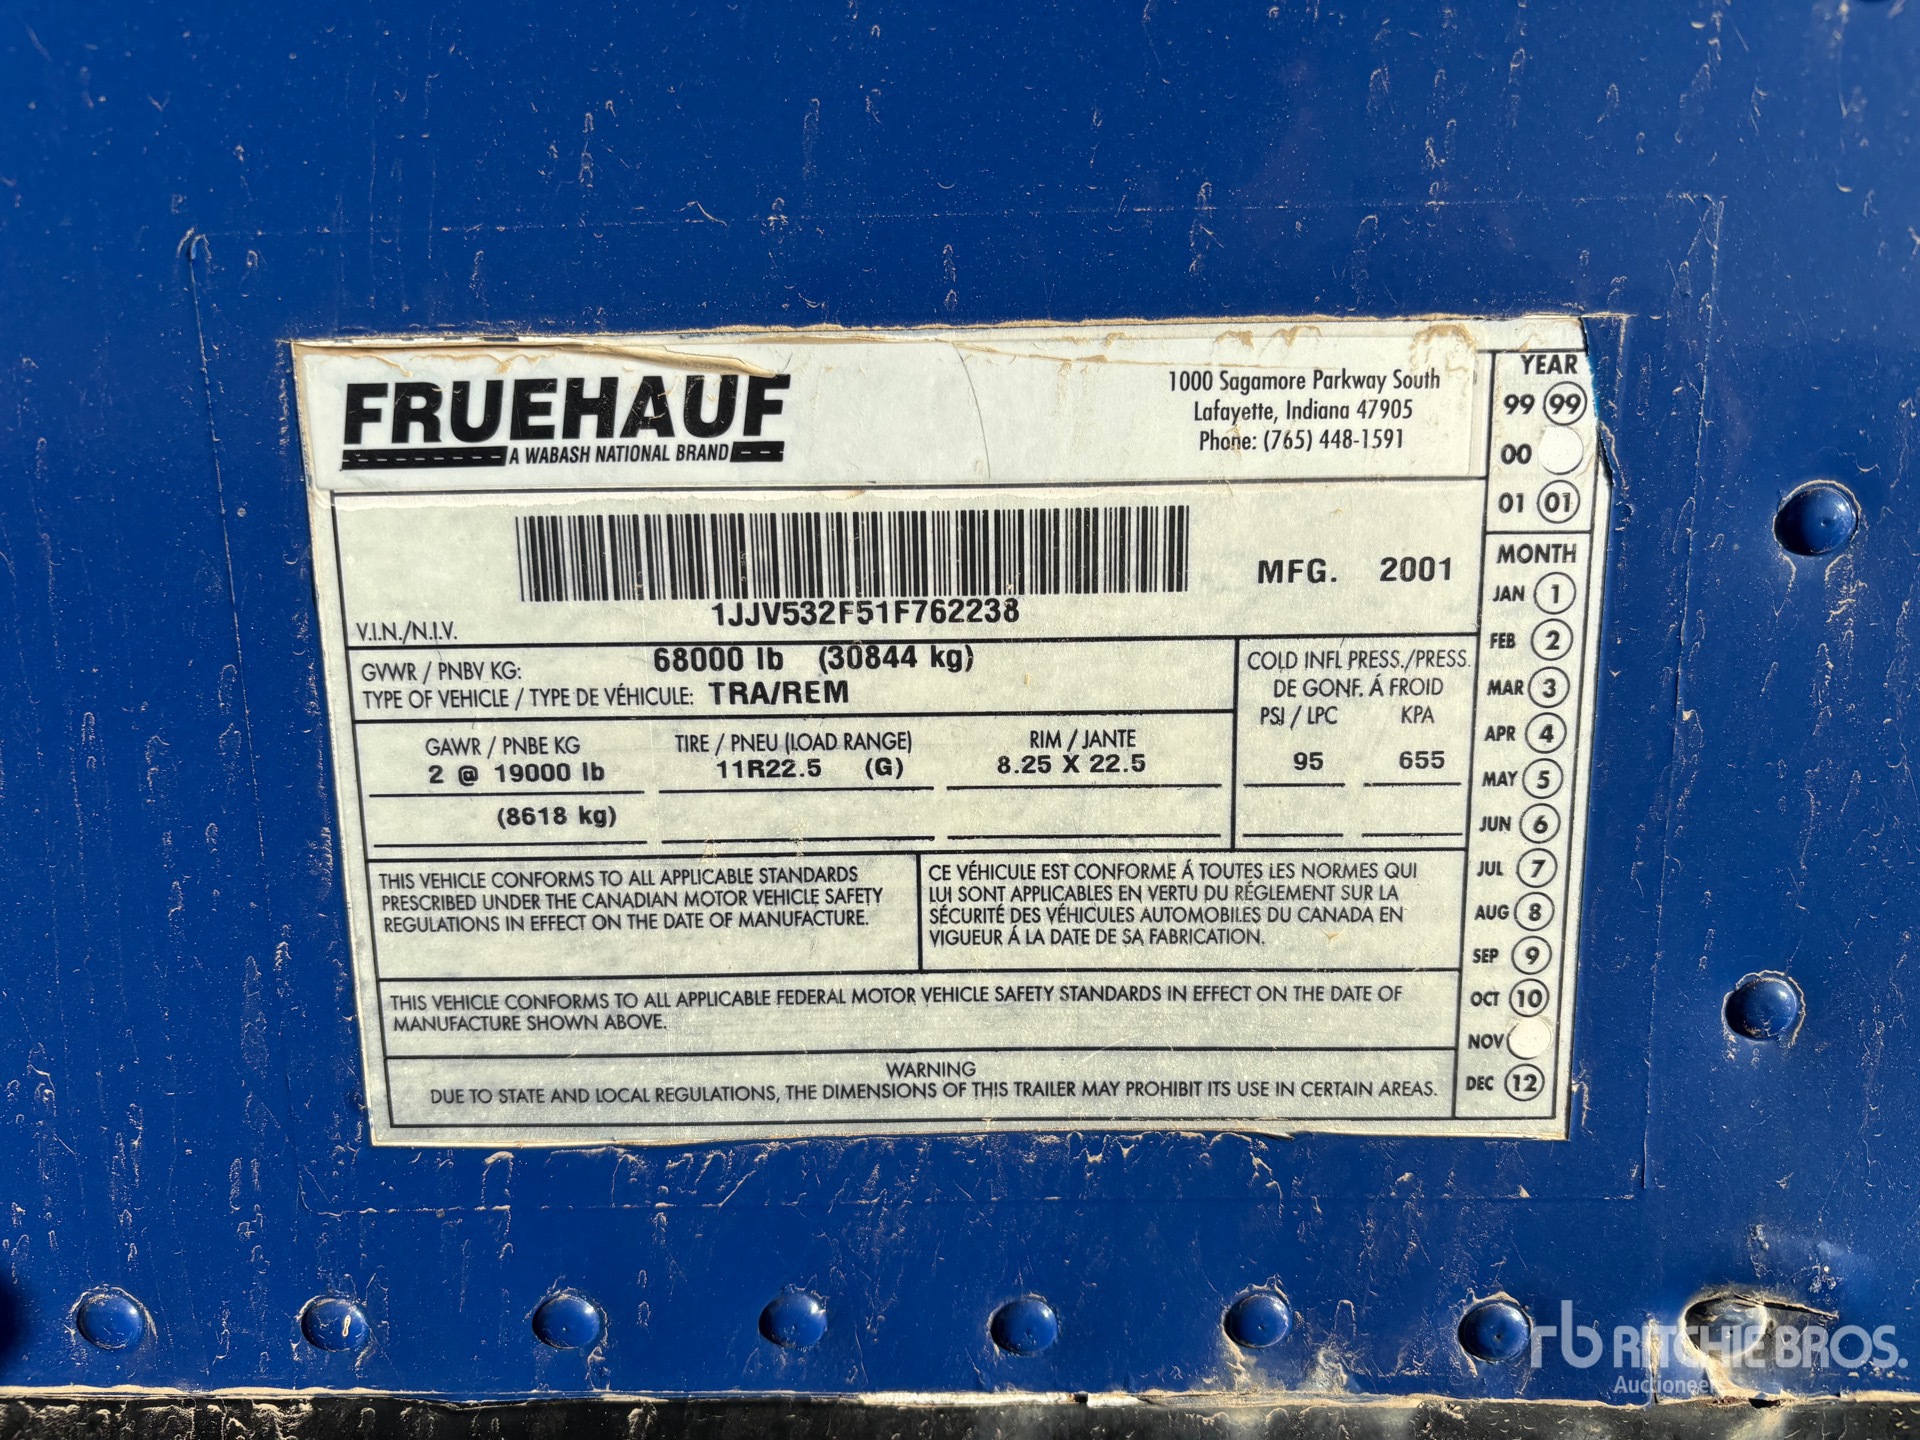 FRUEHAUF
A WABASH NATIONAL BRAND
1000 Sagamore Parkway South
Lafayette, Indiana 47905
Phone: (765) 448-1591
YEAR
99 99
00
01 01
1JJV532F51F762238
V.I.N./N.I.V.
MFG. 2001
GVWR / PNBV KG: 68000 lb (30844 kg)
TYPE OF VEHICLE / TYPE DE VÉHICULE: TRA/REM
COLD INFL PRESS./PRESS.
DE GONF. Á FROID
PSI / LPC KPA
95 655
GAWR / PNBE KG
2 @ 19000 lb
(8618 kg)
TIRE / PNEU (LOAD RANGE)
11R22.5 (G)
RIM / JANTE
8.25 X 22.5
THIS VEHICLE CONFORMS TO ALL APPLICABLE STANDARDS
PRESCRIBED UNDER THE CANADIAN MOTOR VEHICLE SAFETY
REGULATIONS IN EFFECT ON THE DATE OF MANUFACTURE.
CE VÉHICULE EST CONFORME Á TOUTES LES NORMES QUI
LUI SONT APPLICABLES EN VERTU DU RÉGLEMENT SUR LA
SÉCURITÉ DES VÉHICULES AUTOMOBILES DU CANADA EN
VIGUEUR Á LA DATE DE SA FABRICATION.
THIS VEHICLE CONFORMS TO ALL APPLICABLE FEDERAL MOTOR VEHICLE SAFETY STANDARDS IN EFFECT ON THE DATE OF
MANUFACTURE SHOWN ABOVE.
WARNING
DUE TO STATE AND LOCAL REGULATIONS, THE DIMENSIONS OF THIS TRAILER MAY PROHIBIT ITS USE IN CERTAIN AREAS.
MONTH
JAN 1
FEB 2
MAR 3
APR 4
MAY 5
JUN 6
JUL 7
AUG 8
SEP 9
OCT 10
NOV
DEC 12
rb RITCHIE BROS.
Auctioneers